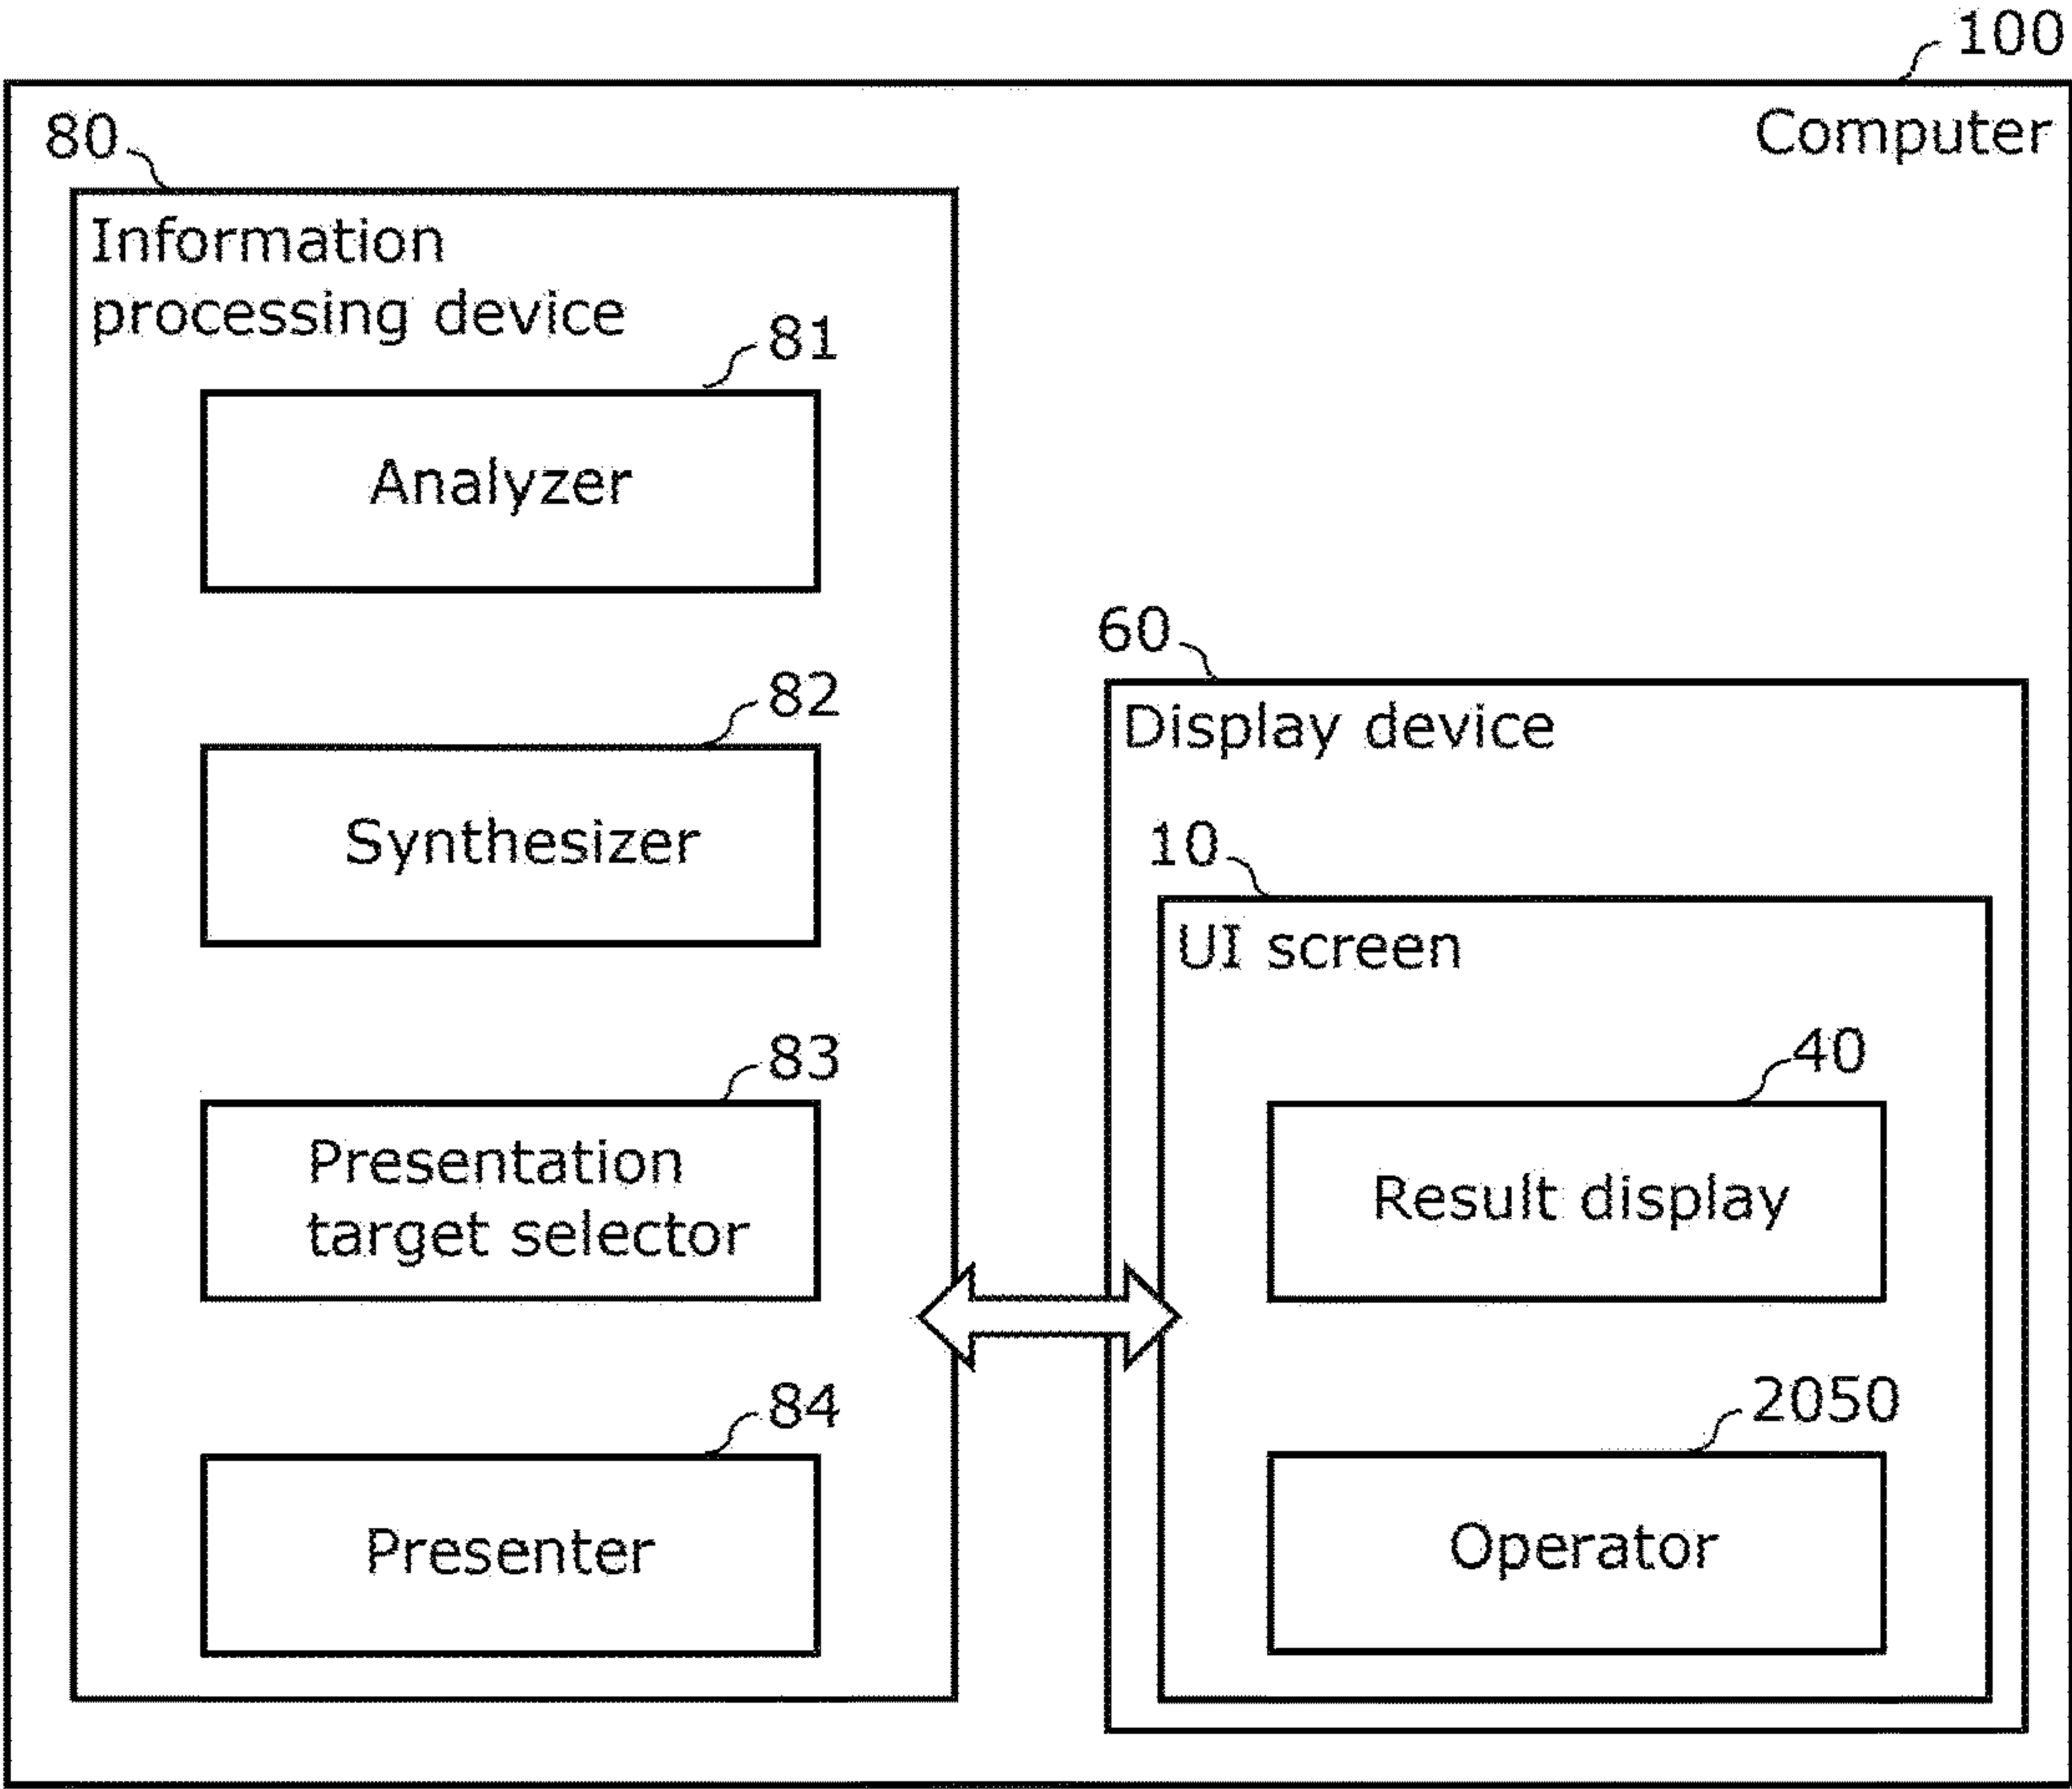 100
Computer
80
Information
processing device
81
Analyzer
82
Synthesizer
83
Presentation
target selector
84
Presenter
60
Display device
10
UI screen
40
Result display
2050
Operator